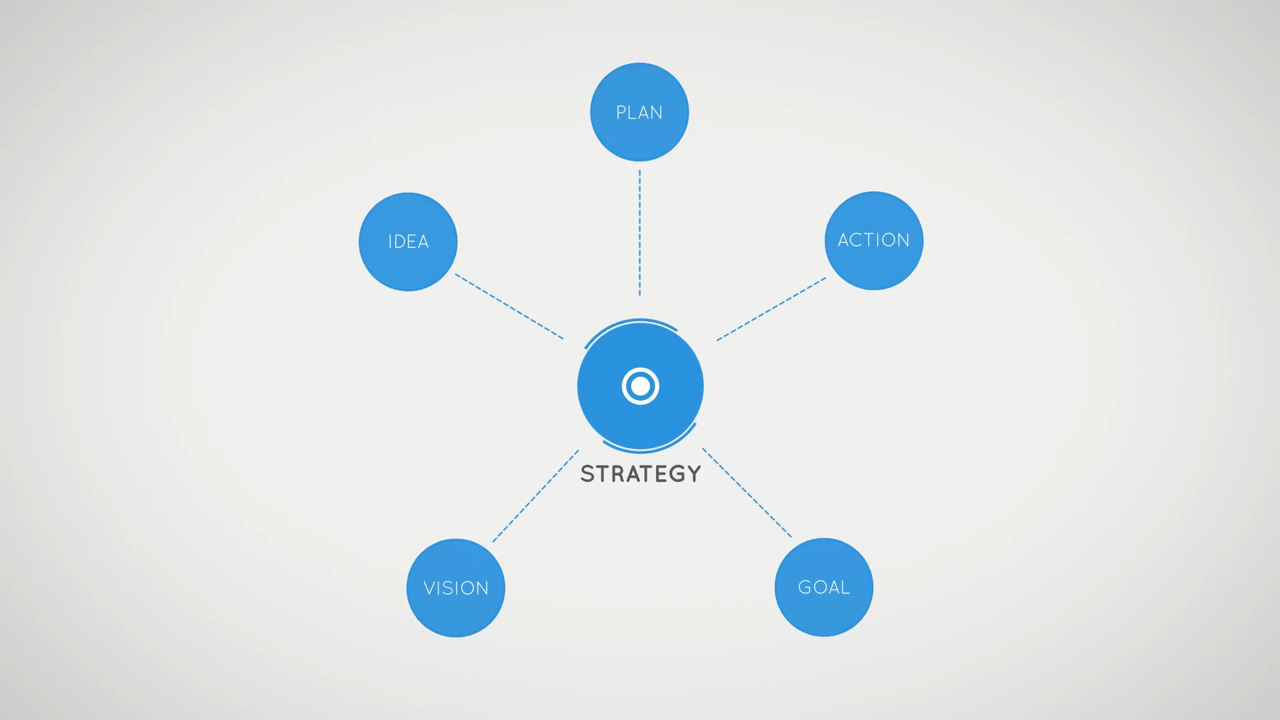 PLAN
IDEA
ACTION
STRATEGY
VISION
GOAL